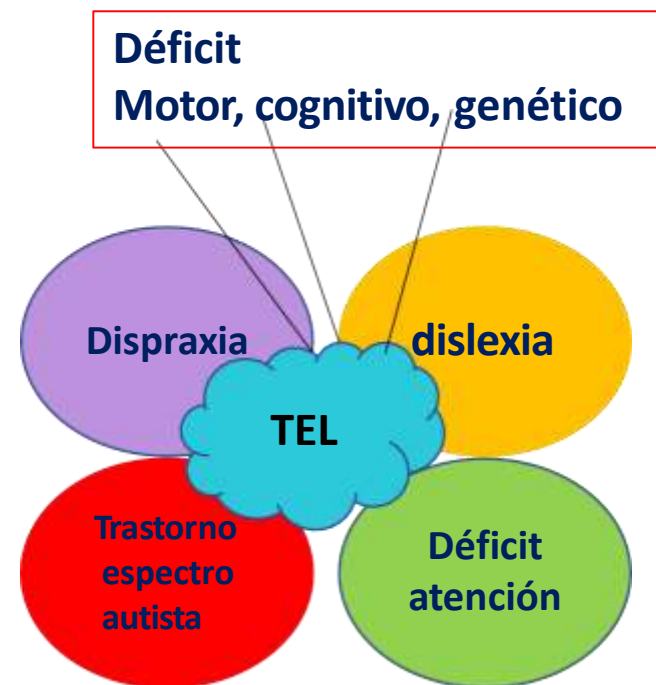 Déficit
Motor, cognitivo, genético
Dispraxia
dislexia
TEL
Trastorno
espectro
autista
Déficit
atención